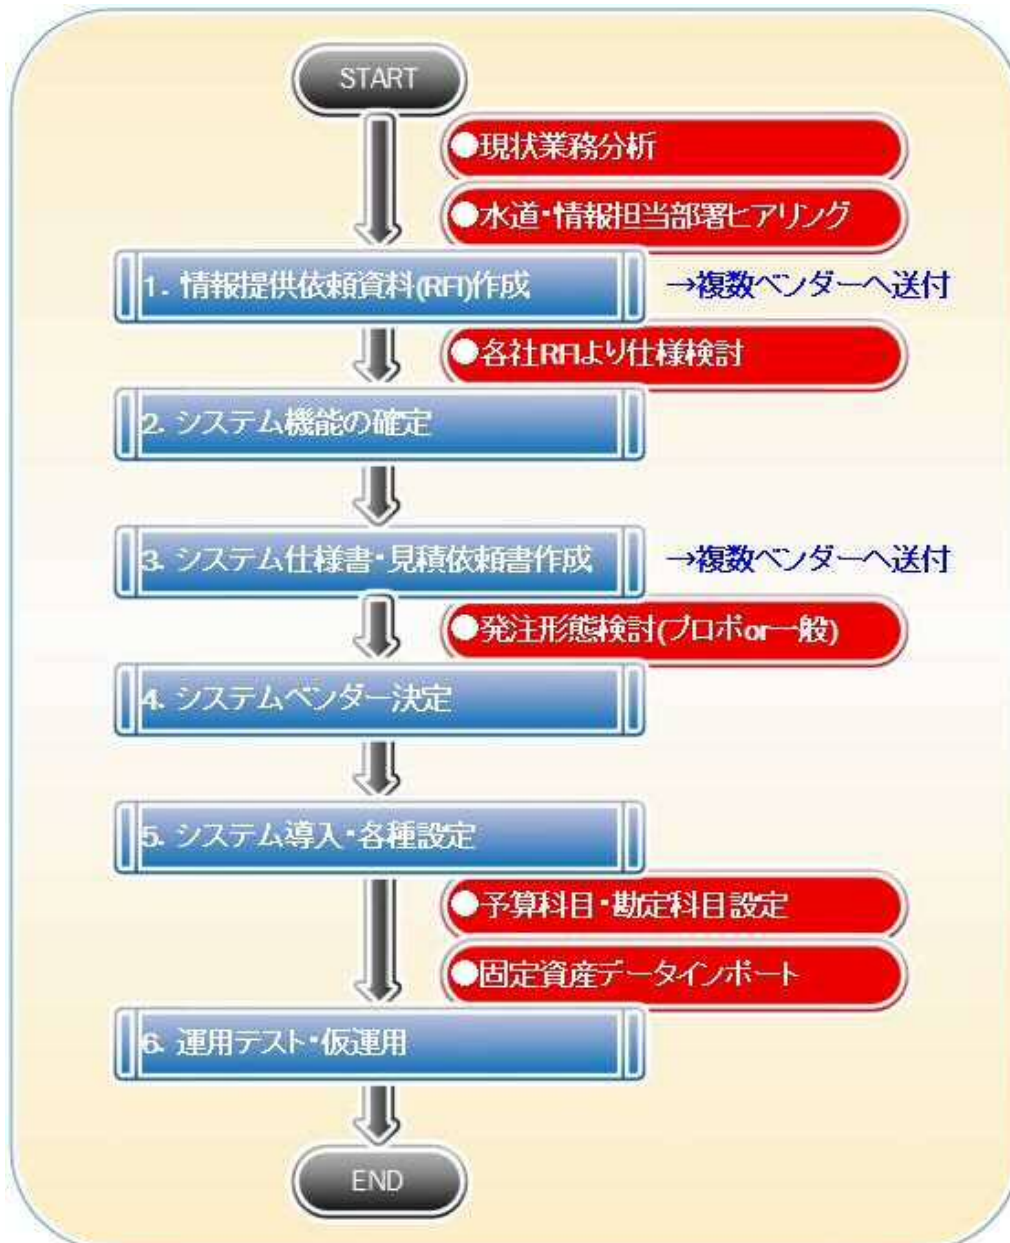 START
●現状業務分析
●水道・情報担当部署ヒアリング
1. 情報提供依頼資料(RFI)作成
→複数ベンダーへ送付
●各社RFIより仕様検討
2. システム機能の確定
3. システム仕様書・見積依頼書作成
→複数ベンダーへ送付
●発注形態検討(プロポor一般)
4. システムベンダー決定
5. システム導入・各種設定
●予算科目・勘定科目設定
●固定資産データインポート
6. 運用テスト・仮運用
END